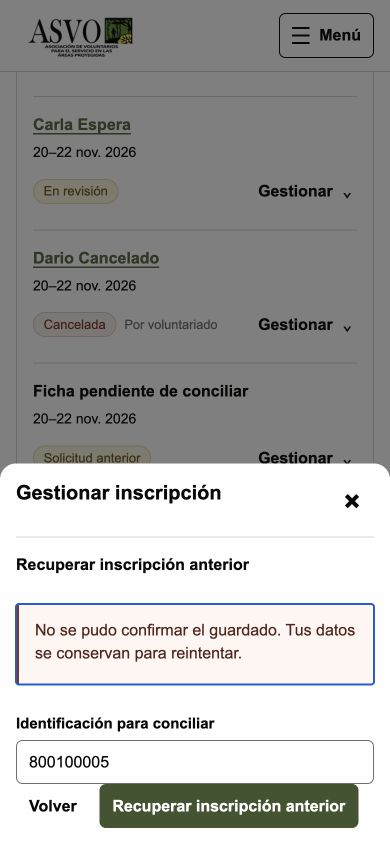 ASVO
ASOCIACIÓN DE VOLUNTARIOS
PARA EL SERVICIO EN LAS
ÁREAS PROTEGIDAS
Menú
Carla Espera
20–22 nov. 2026
En revisión
Gestionar
Dario Cancelado
20–22 nov. 2026
Cancelada Por voluntariado
Gestionar
Ficha pendiente de conciliar
20–22 nov. 2026
Solicitud anterior
Gestionar
Gestionar inscripción
Recuperar inscripción anterior
No se pudo confirmar el guardado. Tus datos
se conservan para reintentar.
Identificación para conciliar
800100005
Volver
Recuperar inscripción anterior